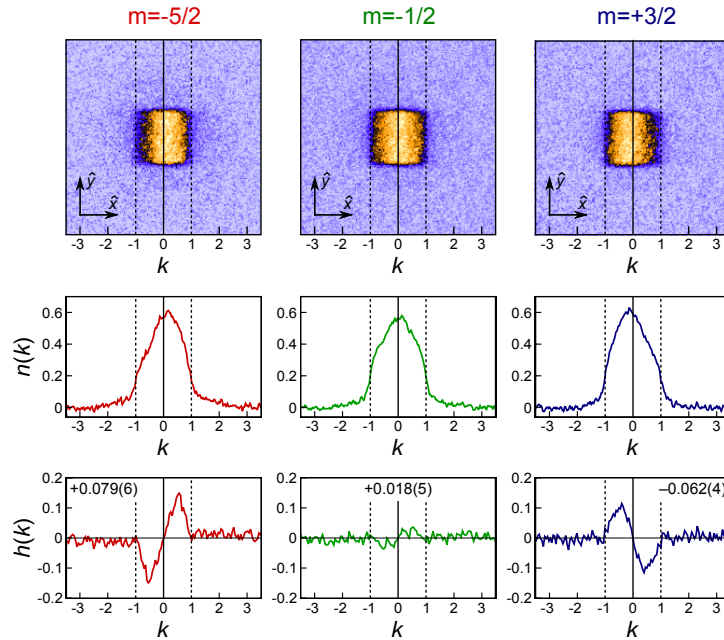 m=-5/2 m=-1/2 m=+3/2
ŷ x̂ ŷ x̂ ŷ x̂
-3 -2 -1 0 1 2 3 -3 -2 -1 0 1 2 3 -3 -2 -1 0 1 2 3
k k k
n(k)
0.6 0.6 0.6
0.4 0.4 0.4
0.2 0.2 0.2
0 0 0
-3 -2 -1 0 1 2 3 -3 -2 -1 0 1 2 3 -3 -2 -1 0 1 2 3
k k k
h(k)
0.2 0.2 0.2
+0.079(6) +0.018(5) –0.062(4)
0.1 0.1 0.1
0 0 0
-0.1 -0.1 -0.1
-0.2 -0.2 -0.2
-3 -2 -1 0 1 2 3 -3 -2 -1 0 1 2 3 -3 -2 -1 0 1 2 3
k k k